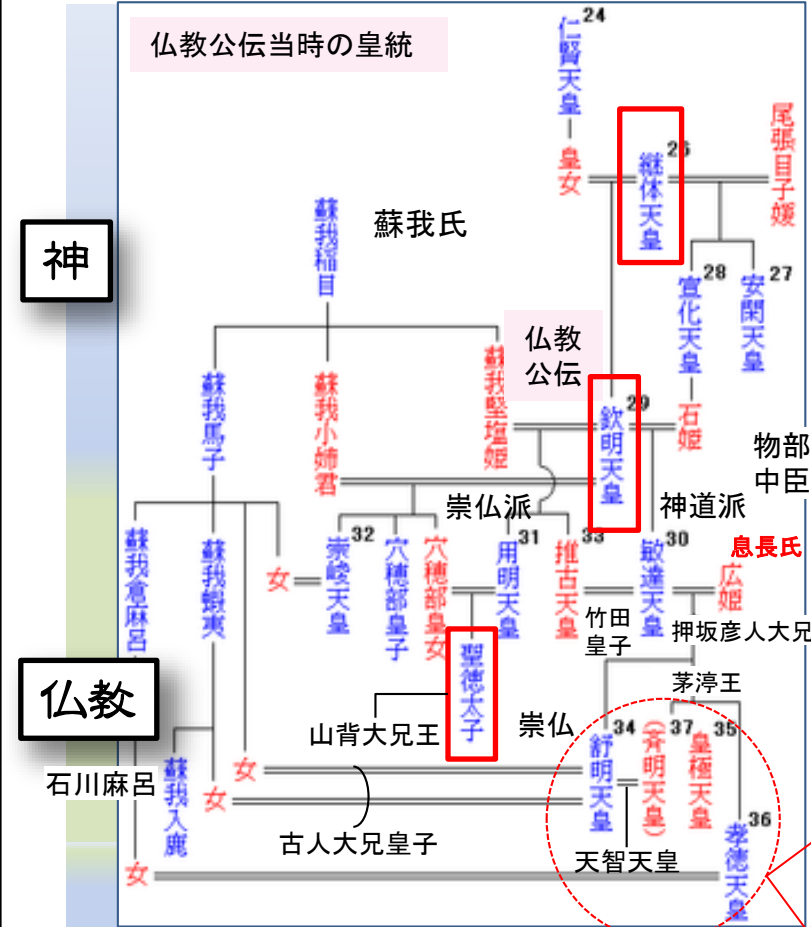 仏教公伝当時の皇統
24
仁賢天皇
皇女
26
継体天皇
尾張目子媛
神
蘇我稲目
蘇我氏
28
宣化天皇
27
安閑天皇
仏教
公伝
蘇我馬子
蘇我小姉君
蘇我堅塩姫
29
欽明天皇
石姫
物部
中臣
崇仏派
神道派
蘇我倉麻呂
蘇我蝦夷
女
32
崇峻天皇
穴穂部皇子
穴穂部皇女
31
用明天皇
33
推古天皇
30
敏達天皇
息長氏
広姫
竹田
皇子
押坂彦人大兄
仏教
聖徳太子
茅渟王
山背大兄王
崇仏
34
舒明天皇
37
(斉明天皇)
35
皇極天皇
36
孝徳天皇
石川麻呂
蘇我入鹿
女
女
古人大兄皇子
天智天皇
女